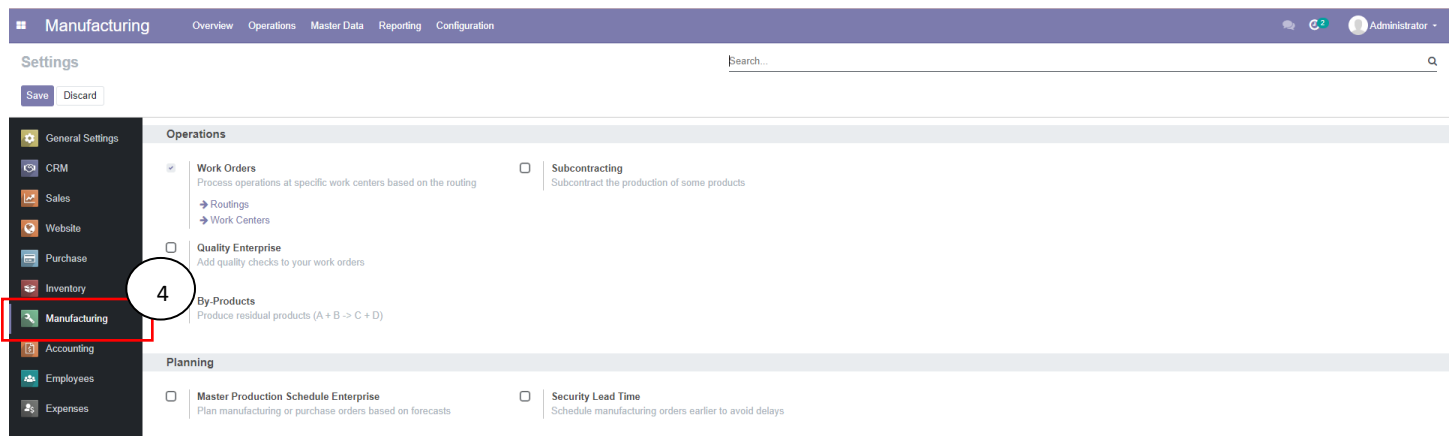 Manufacturing Overview Operations Master Data Reporting Configuration 2 Administrator
Settings Search...
Save Discard
General Settings
CRM
Sales
Website
Purchase
Inventory
Manufacturing
Accounting
Employees
Expenses
4
Operations
Work Orders
Process operations at specific work centers based on the routing
Routings
Work Centers
Subcontracting
Subcontract the production of some products
Quality Enterprise
Add quality checks to your work orders
By-Products
Produce residual products (A + B -> C + D)
Planning
Master Production Schedule Enterprise
Plan manufacturing or purchase orders based on forecasts
Security Lead Time
Schedule manufacturing orders earlier to avoid delays